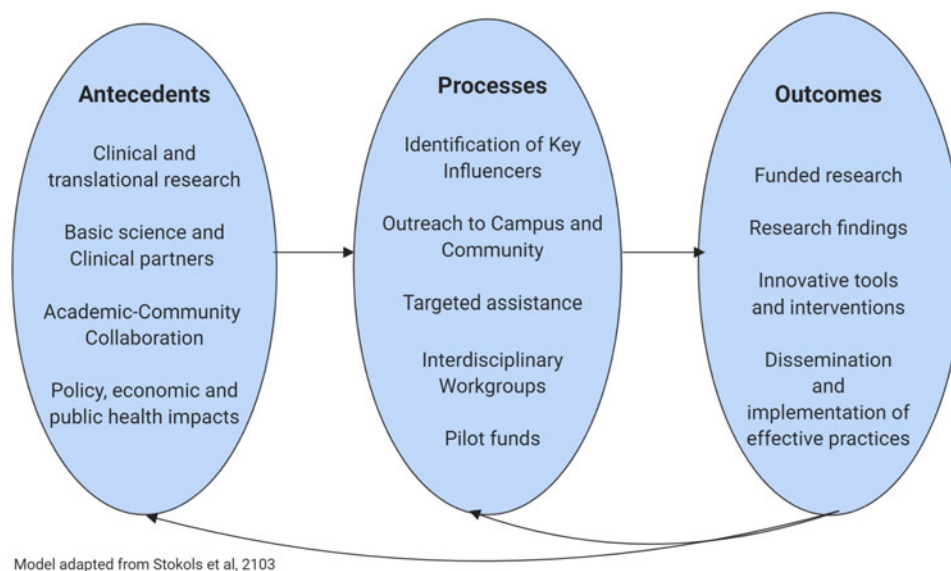 Antecedents
Clinical and
translational research
Basic science and
Clinical partners
Academic-Community
Collaboration
Policy, economic and
public health impacts
Processes
Identification of Key
Influencers
Outreach to Campus and
Community
Targeted assistance
Interdisciplinary
Workgroups
Pilot funds
Outcomes
Funded research
Research findings
Innovative tools
and interventions
Dissemination
and
implementation of
effective practices
Model adapted from Stokols et al, 2103